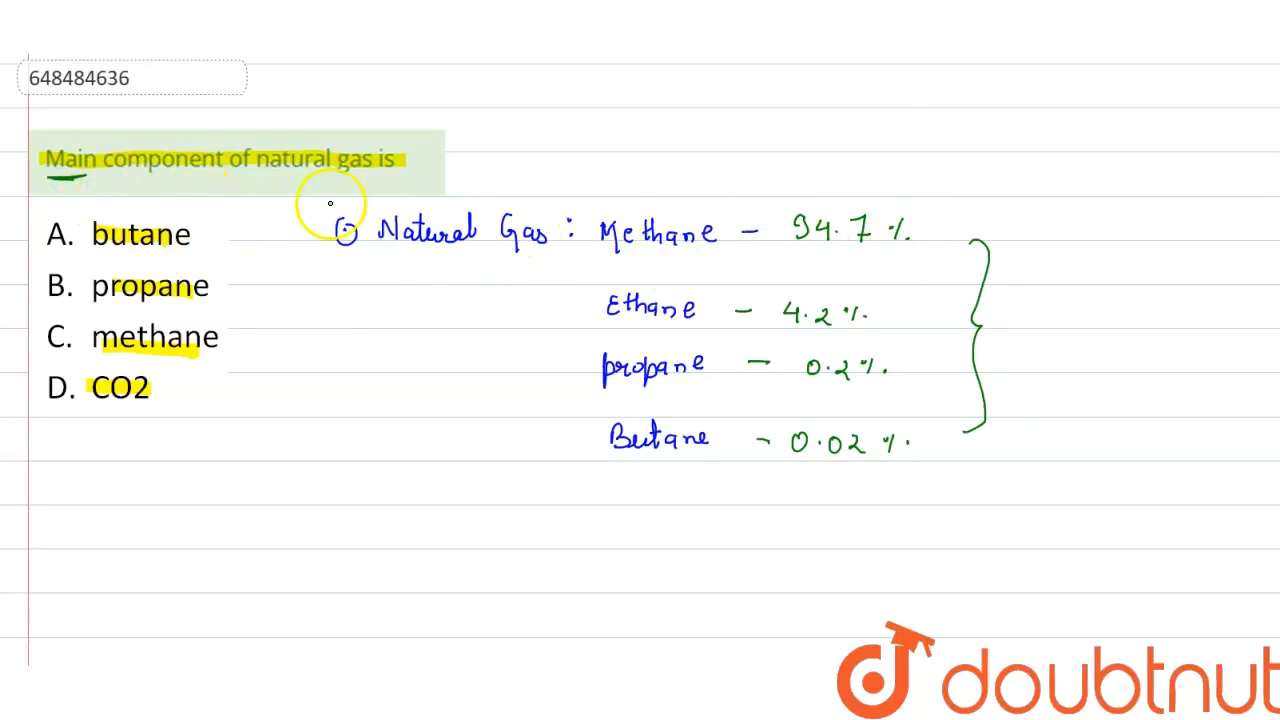 648484636
Main component of natural gas is
A. butane
B. propane
C. methane
D. CO2
Natural Gas : Methane - 94.7 %.
Ethane - 4.2 %.
propane - 0.2 %.
Butane - 0.02 %.
doubtnut